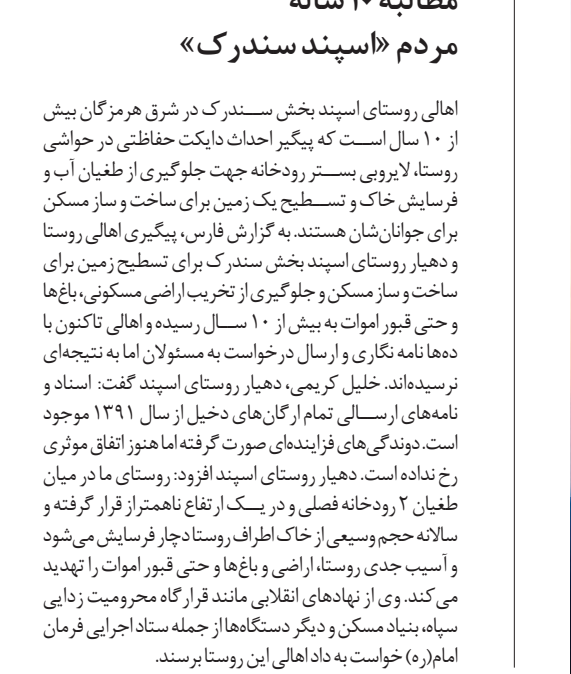 مطالبه ۱۰ ساله
مردم «اسپند سندرک»
اهالی روستای اسپند بخش سندرک در شرق هرمزگان بیش
از ۱۰ سال است که پیگیر احداث دایکت حفاظتی در حواشی
روستا، لایروبی بستر رودخانه جهت جلوگیری از طغیان آب و
فرسایش خاک و تسطیح یک زمین برای ساخت و ساز مسکن
برای جوانان‌شان هستند. به گزارش فارس، پیگیری اهالی روستا
و دهیار روستای اسپند بخش سندرک برای تسطیح زمین برای
ساخت و ساز مسکن و جلوگیری از تخریب اراضی مسکونی، باغ‌ها
و حتی قبور اموات به بیش از ۱۰ سال رسیده و اهالی تاکنون با
ده‌ها نامه نگاری و ارسال درخواست به مسئولان اما به نتیجه‌ای
نرسیده‌اند. خلیل کریمی، دهیار روستای اسپند گفت: اسناد و
نامه‌های ارسالی تمام ارگان‌های دخیل از سال ۱۳۹۱ موجود
است. دوندگی‌های فزاینده‌ای صورت گرفته اما هنوز اتفاق موثری
رخ نداده است. دهیار روستای اسپند افزود: روستای ما در میان
طغیان ۲ رودخانه فصلی و در یک ارتفاع ناهمتراز قرار گرفته و
سالانه حجم وسیعی از خاک اطراف روستا دچار فرسایش می‌شود
و آسیب جدی روستا، اراضی و باغ‌ها و حتی قبور اموات را تهدید
می‌کند. وی از نهادهای انقلابی مانند قرارگاه محرومیت زدایی
سپاه، بنیاد مسکن و دیگر دستگاه‌ها از جمله ستاد اجرایی فرمان
امام(ره) خواست به داد اهالی این روستا برسند.